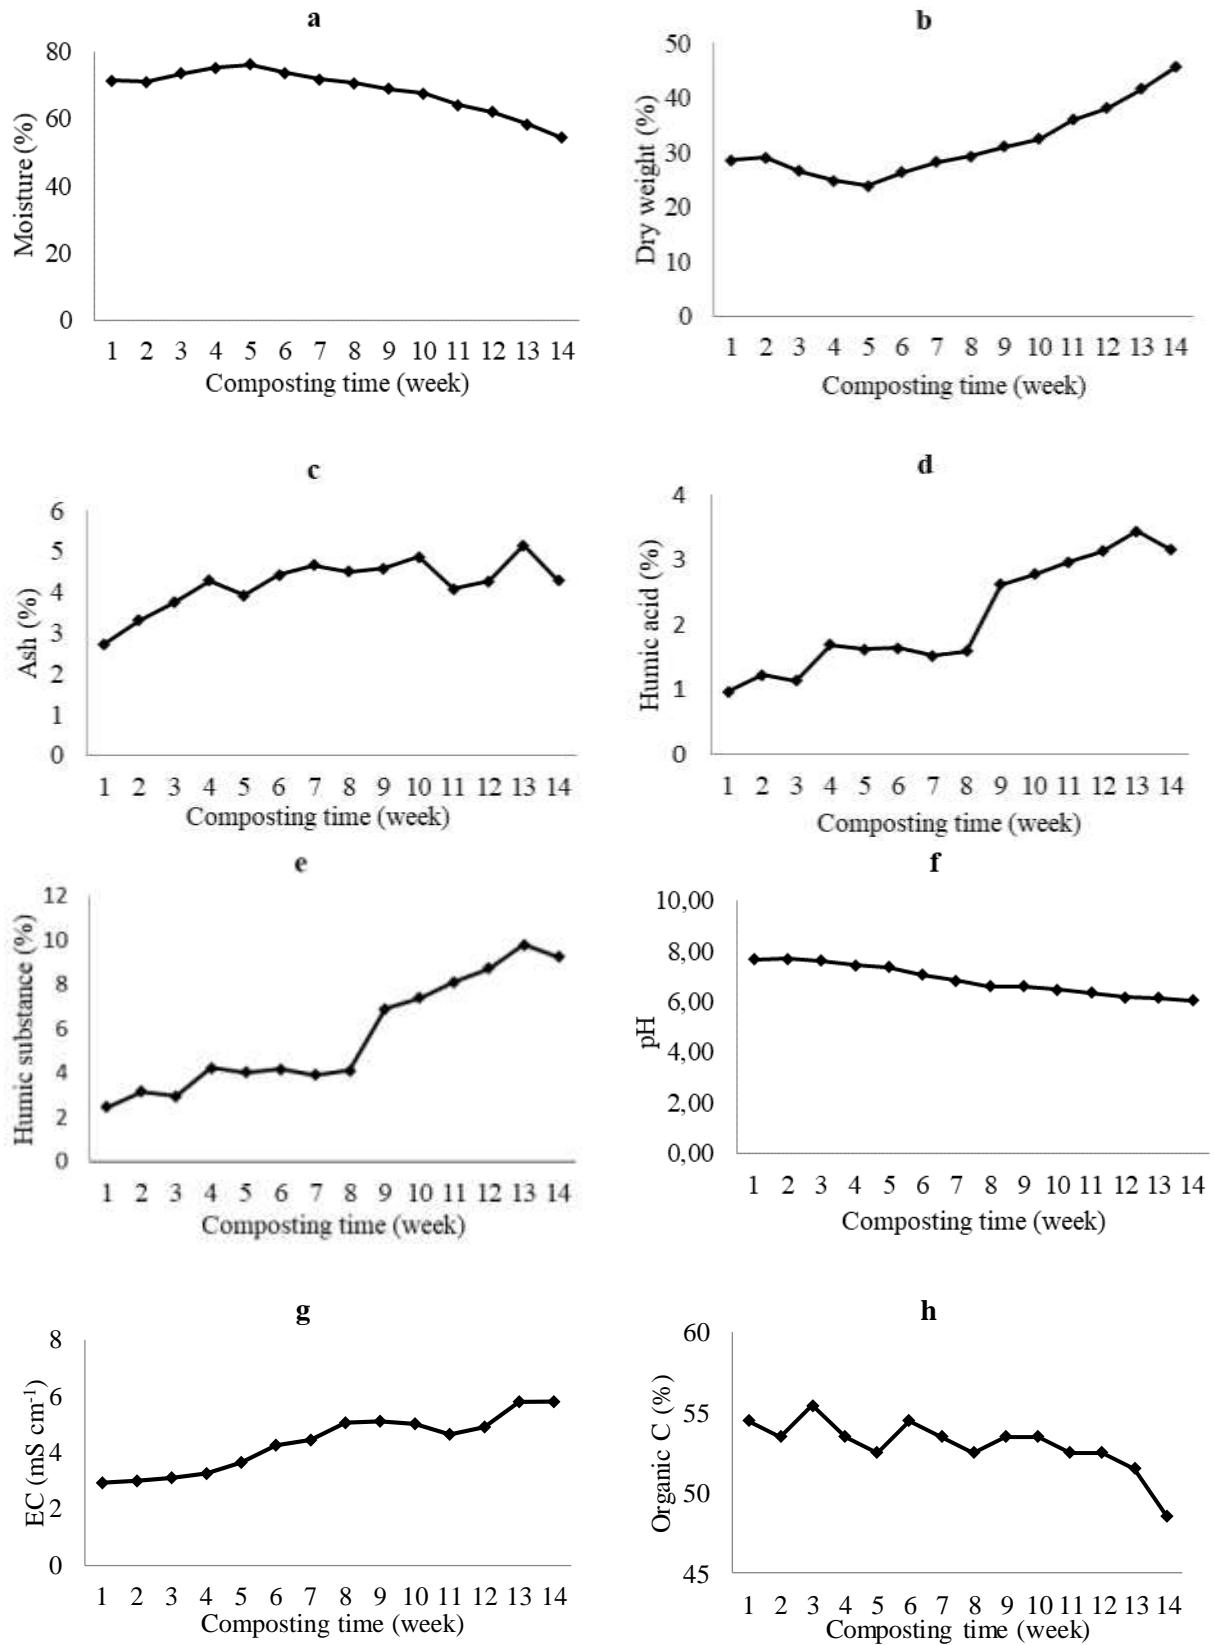 a
80
60
40
20
0
Moisture (%)
1 2 3 4 5 6 7 8 9 10 11 12 13 14
Composting time (week)
b
50
40
30
20
10
0
Dry weight (%)
1 2 3 4 5 6 7 8 9 10 11 12 13 14
Composting time (week)
c
6
5
4
3
2
1
0
Ash (%)
1 2 3 4 5 6 7 8 9 10 11 12 13 14
Composting time (week)
d
4
3
2
1
0
Humic acid (%)
1 2 3 4 5 6 7 8 9 10 11 12 13 14
Composting time (week)
e
12
10
8
6
4
2
0
Humic substance (%)
1 2 3 4 5 6 7 8 9 10 11 12 13 14
Composting time (week)
f
10,00
8,00
6,00
4,00
2,00
0,00
pH
1 2 3 4 5 6 7 8 9 10 11 12 13 14
Composting time (week)
g
8
6
4
2
0
EC (mS cm⁻¹)
1 2 3 4 5 6 7 8 9 10 11 12 13 14
Composting time (week)
h
60
55
50
45
Organic C (%)
1 2 3 4 5 6 7 8 9 10 11 12 13 14
Composting time (week)